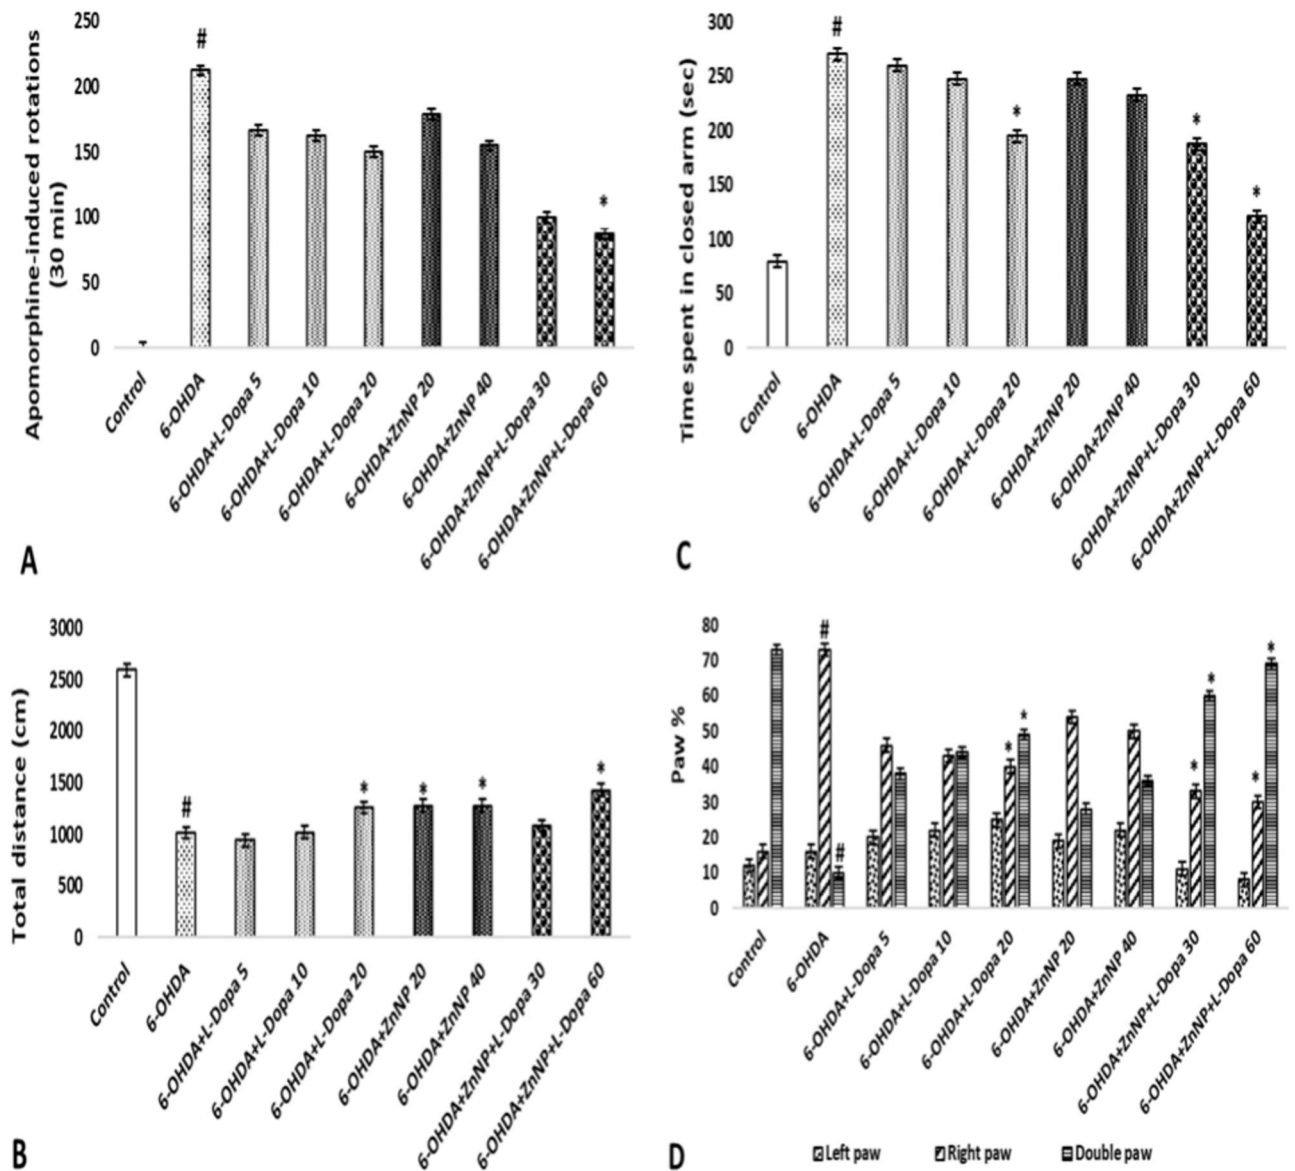 250
200
150
100
50
0
Apomorphine-induced rotations
(30 min)
#
*
Control
6-OHDA
6-OHDA+L-Dopa 5
6-OHDA+L-Dopa 10
6-OHDA+L-Dopa 20
6-OHDA+ZnNP 20
6-OHDA+ZnNP 40
6-OHDA+ZnNP+L-Dopa 30
6-OHDA+ZnNP+L-Dopa 60
A
300
250
200
150
100
50
0
Time spent in closed arm (sec)
#
*
*
*
Control
6-OHDA
6-OHDA+L-Dopa 5
6-OHDA+L-Dopa 10
6-OHDA+L-Dopa 20
6-OHDA+ZnNP 20
6-OHDA+ZnNP 40
6-OHDA+ZnNP+L-Dopa 30
6-OHDA+ZnNP+L-Dopa 60
C
3000
2500
2000
1500
1000
500
0
Total distance (cm)
#
*
*
*
*
Control
6-OHDA
6-OHDA+L-Dopa 5
6-OHDA+L-Dopa 10
6-OHDA+L-Dopa 20
6-OHDA+ZnNP 20
6-OHDA+ZnNP 40
6-OHDA+ZnNP+L-Dopa 30
6-OHDA+ZnNP+L-Dopa 60
B
80
70
60
50
40
30
20
10
0
Paw %
#
#
*
*
*
*
*
*
Control
6-OHDA
6-OHDA+L-Dopa 5
6-OHDA+L-Dopa 10
6-OHDA+L-Dopa 20
6-OHDA+ZnNP 20
6-OHDA+ZnNP 40
6-OHDA+ZnNP+L-Dopa 30
6-OHDA+ZnNP+L-Dopa 60
D
Left paw Right paw Double paw